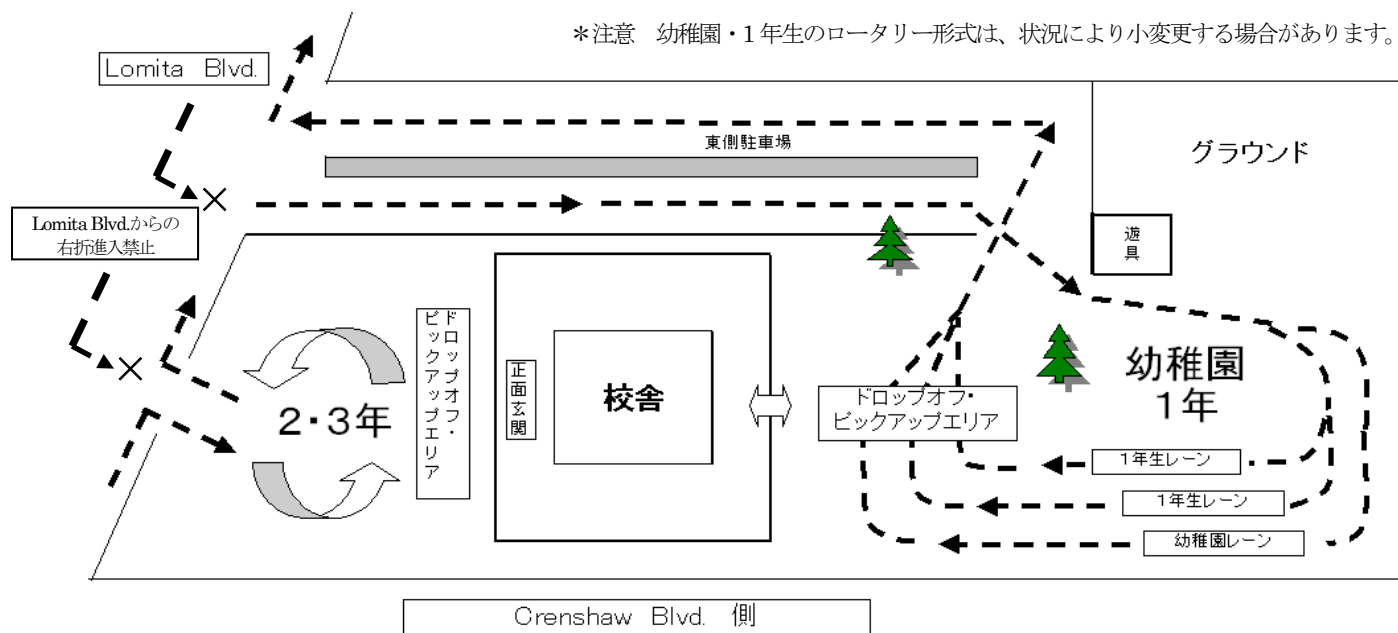 *注意　幼稚園・1年生のロータリー形式は、状況により小変更する場合があります。
Lomita Blvd.
東側駐車場
グラウンド
Lomita Blvd.からの
右折進入禁止
遊具
ドロップオフ・
ピックアップエリア
正面玄関
校舎
2・3年
ドロップオフ・
ピックアップエリア
幼稚園
1年
1年生レーン
1年生レーン
幼稚園レーン
Crenshaw Blvd. 側